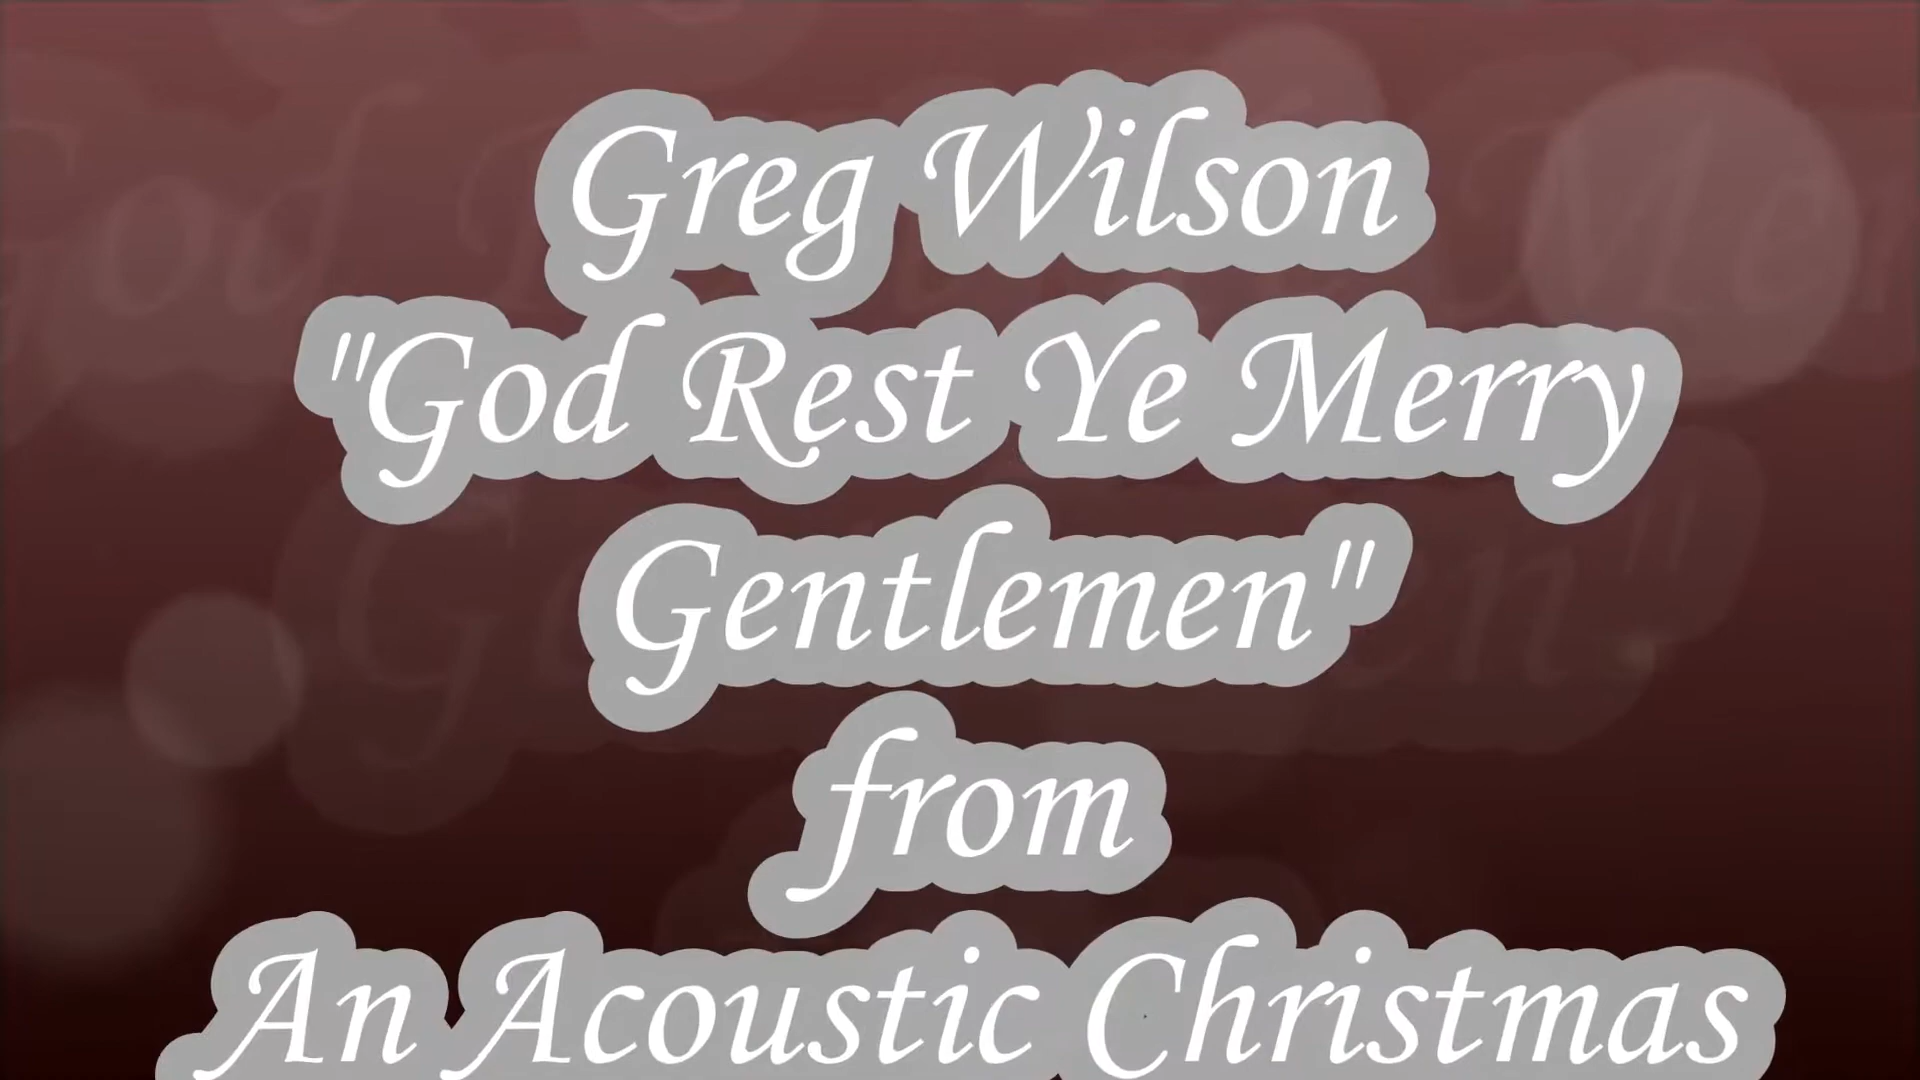 Greg Wilson
"God Rest Ye Merry
Gentlemen"
from
An Acoustic Christmas